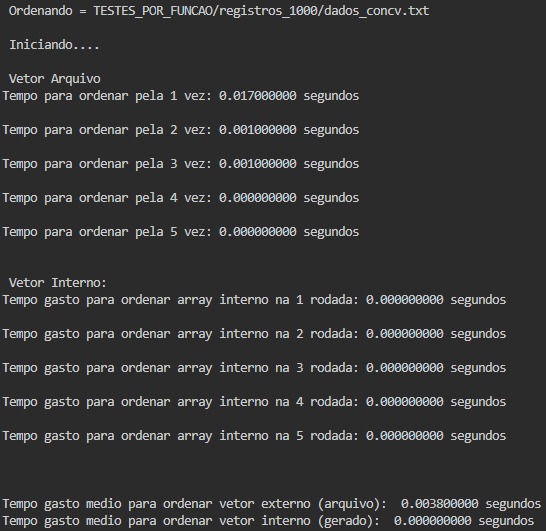 Ordenando = TESTES_POR_FUNCAO/registros_1000/dados_concv.txt
Iniciando....
Vetor Arquivo
Tempo para ordenar pela 1 vez: 0.017000000 segundos
Tempo para ordenar pela 2 vez: 0.001000000 segundos
Tempo para ordenar pela 3 vez: 0.001000000 segundos
Tempo para ordenar pela 4 vez: 0.000000000 segundos
Tempo para ordenar pela 5 vez: 0.000000000 segundos
Vetor Interno:
Tempo gasto para ordenar array interno na 1 rodada: 0.000000000 segundos
Tempo gasto para ordenar array interno na 2 rodada: 0.000000000 segundos
Tempo gasto para ordenar array interno na 3 rodada: 0.000000000 segundos
Tempo gasto para ordenar array interno na 4 rodada: 0.000000000 segundos
Tempo gasto para ordenar array interno na 5 rodada: 0.000000000 segundos
Tempo gasto medio para ordenar vetor externo (arquivo): 0.003800000 segundos
Tempo gasto medio para ordenar vetor interno (gerado): 0.000000000 segundos